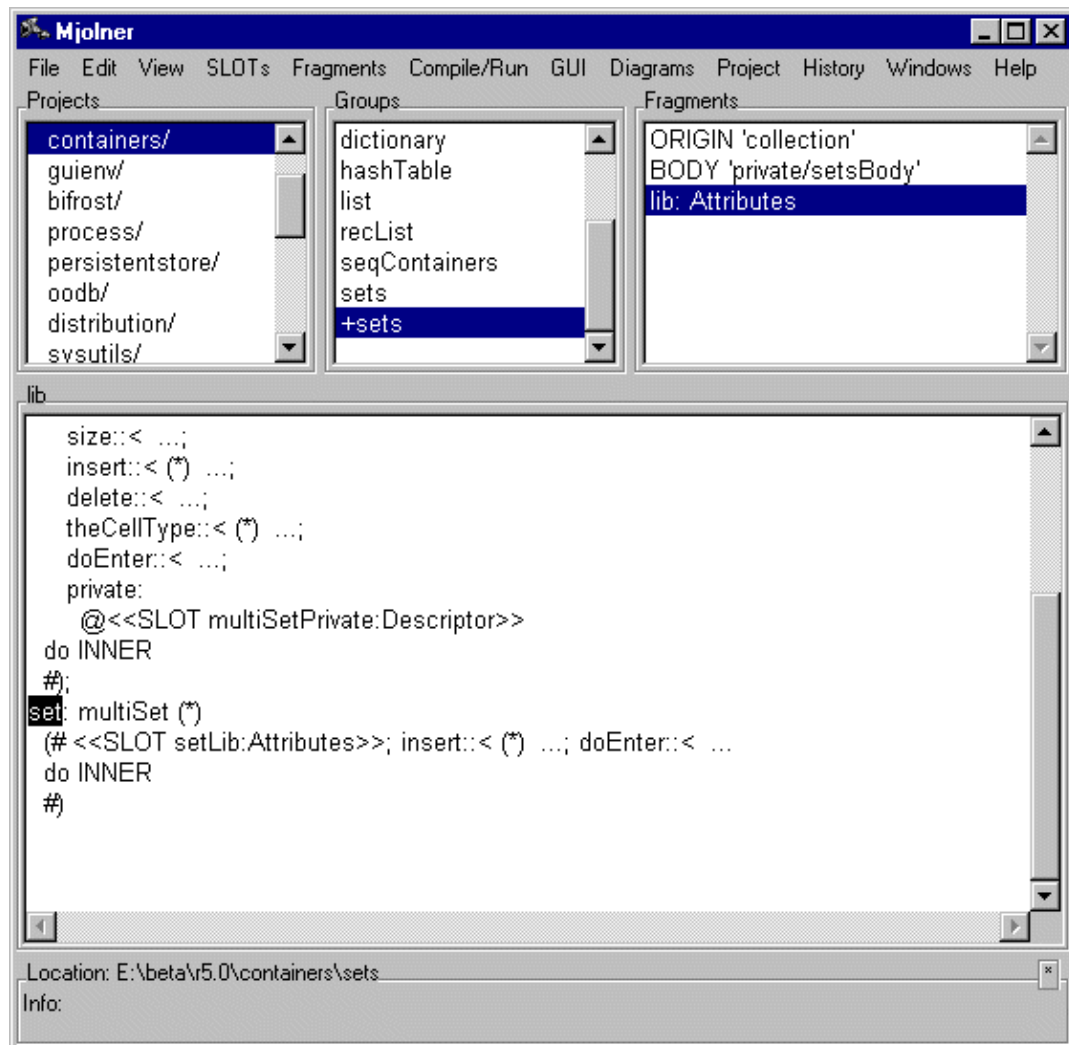 Mjolner
File Edit View SLOTs Fragments Compile/Run GUI Diagrams Project History Windows Help
Projects
containers/
guienv/
bifrost/
process/
persistentstore/
oodb/
distribution/
sysutils/
Groups
dictionary
hashTable
list
recList
seqContainers
sets
+sets
Fragments
ORIGIN 'collection'
BODY 'private/setsBody'
lib: Attributes
lib
size::< ...;
insert::< (*) ...;
delete::< ...;
theCellType::< (*) ...;
doEnter::< ...;
private:
@<<SLOT multiSetPrivate:Descriptor>>
do INNER
#);
set: multiSet (*)
(# <<SLOT setLib:Attributes>>; insert::< (*) ...; doEnter::< ...
do INNER
#)
Location: E:\beta\r5.0\containers\sets
Info: